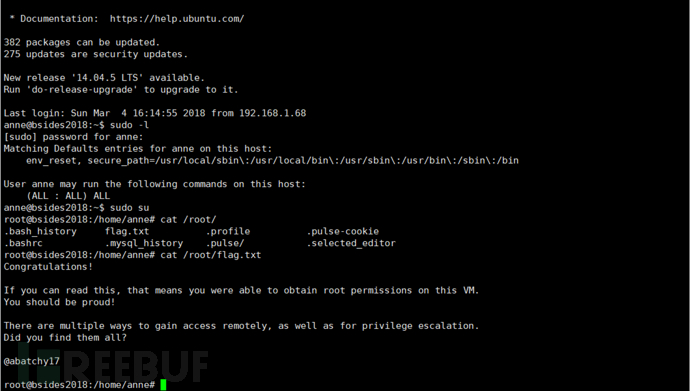 * Documentation:  https://help.ubuntu.com/
382 packages can be updated.
275 updates are security updates.
New release '14.04.5 LTS' available.
Run 'do-release-upgrade' to upgrade to it.
Last login: Sun Mar  4 16:14:55 2018 from 192.168.1.68
anne@bsides2018:~$ sudo -l
[sudo] password for anne:
Matching Defaults entries for anne on this host:
    env_reset, secure_path=/usr/local/sbin\:/usr/local/bin\:/usr/sbin\:/usr/bin\:/sbin\:/bin
User anne may run the following commands on this host:
    (ALL : ALL) ALL
anne@bsides2018:~$ sudo su
root@bsides2018:/home/anne# cat /root/
.bash_history     flag.txt          .profile          .pulse-cookie
.bashrc           .mysql_history    .pulse/           .selected_editor
root@bsides2018:/home/anne# cat /root/flag.txt
Congratulations!
If you can read this, that means you were able to obtain root permissions on this VM.
You should be proud!
There are multiple ways to gain access remotely, as well as for privilege escalation.
Did you find them all?
@abatchy17
REEBUF
root@bsides2018:/home/anne#